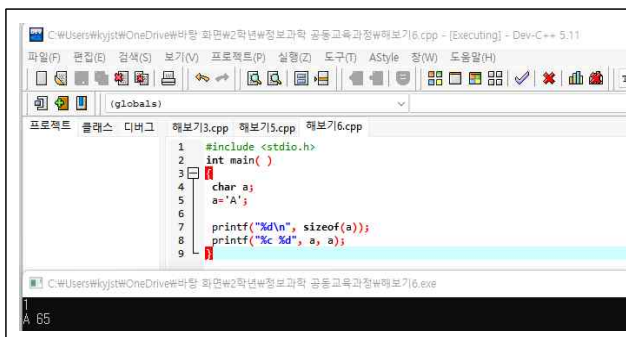 C:₩Users₩kyjst₩OneDrive₩바탕 화면₩2학년₩정보과학 공동교육과정₩해보기6.cpp - [Executing] - Dev-C++ 5.11
파일(F) 편집(E) 검색(S) 보기(V) 프로젝트(P) 실행(Z) 도구(T) AStyle 창(W) 도움말(H)
(globals)
프로젝트 클래스 디버그 해보기3.cpp 해보기5.cpp 해보기6.cpp
1 #include <stdio.h>
2 int main( )
3 {
4 char a;
5 a='A';
6
7 printf("%d\n", sizeof(a));
8 printf("%c %d", a, a);
9 }
C:₩Users₩kyjst₩OneDrive₩바탕 화면₩2학년₩정보과학 공동교육과정₩해보기6.exe
1
A 65